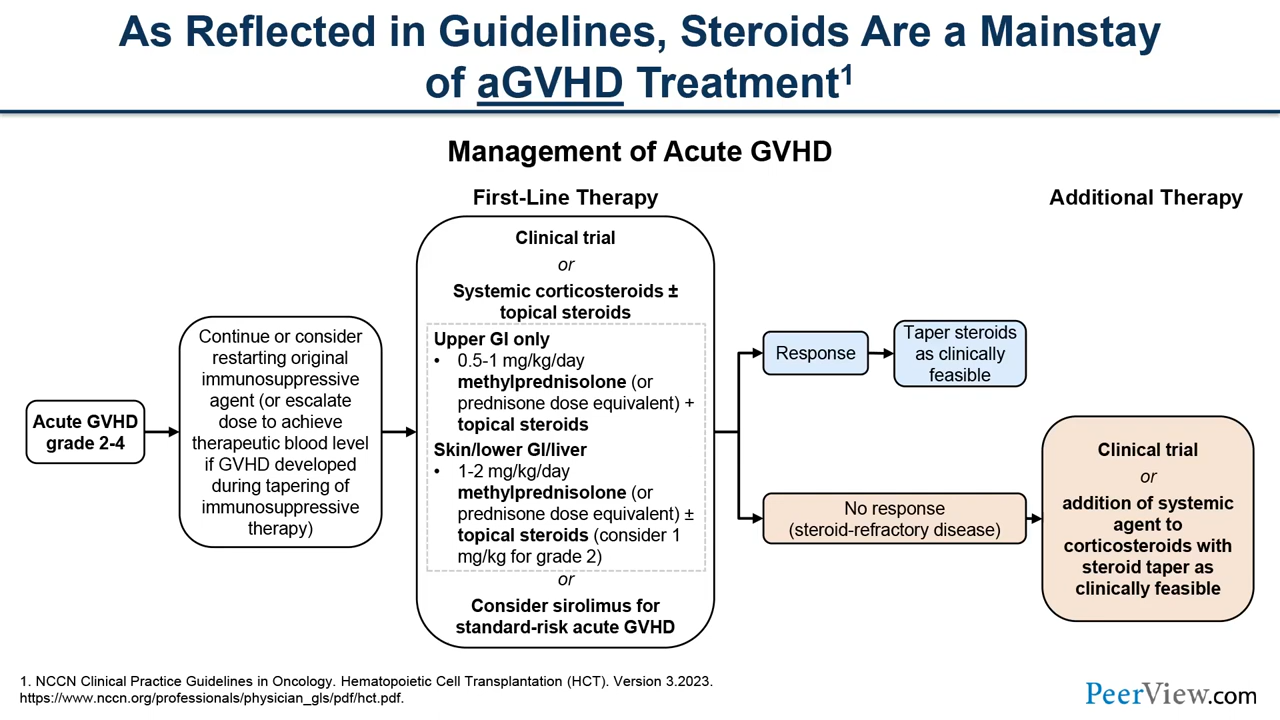 As Reflected in Guidelines, Steroids Are a Mainstay
of aGVHD Treatment¹
Management of Acute GVHD
First-Line Therapy
Additional Therapy
Acute GVHD
grade 2-4
Continue or consider
restarting original
immunosuppressive
agent (or escalate
dose to achieve
therapeutic blood level
if GVHD developed
during tapering of
immunosuppressive
therapy)
Clinical trial
or
Systemic corticosteroids ±
topical steroids
Upper GI only
• 0.5-1 mg/kg/day
methylprednisolone (or
prednisone dose equivalent) +
topical steroids
Skin/lower GI/liver
• 1-2 mg/kg/day
methylprednisolone (or
prednisone dose equivalent) ±
topical steroids (consider 1
mg/kg for grade 2)
or
Consider sirolimus for
standard-risk acute GVHD
Response
Taper steroids
as clinically
feasible
No response
(steroid-refractory disease)
Clinical trial
or
addition of systemic
agent to
corticosteroids with
steroid taper as
clinically feasible
1. NCCN Clinical Practice Guidelines in Oncology. Hematopoietic Cell Transplantation (HCT). Version 3.2023.
https://www.nccn.org/professionals/physician_gls/pdf/hct.pdf.
PeerView.com